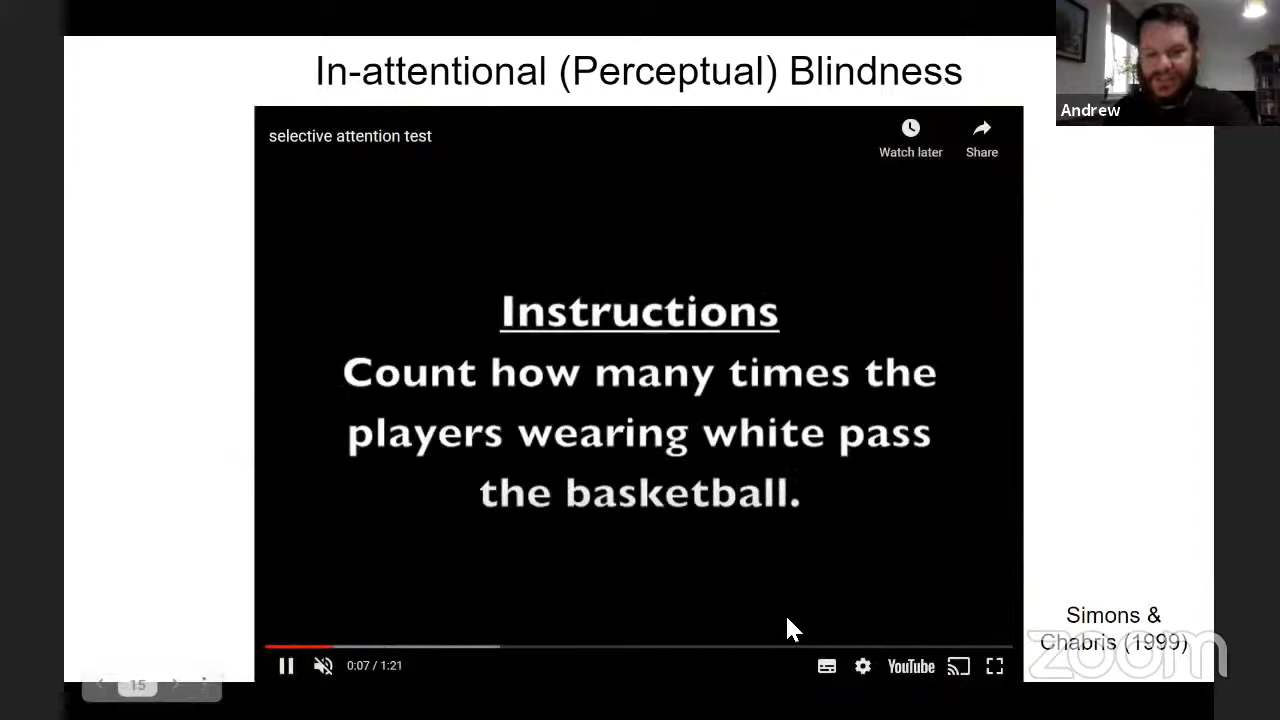 In-attentional (Perceptual) Blindness
Andrew
selective attention test
Watch later
Share
Instructions
Count how many times the
players wearing white pass
the basketball.
Simons &
Chabris (1999)
zoom
0:07 / 1:21
YouTube
15